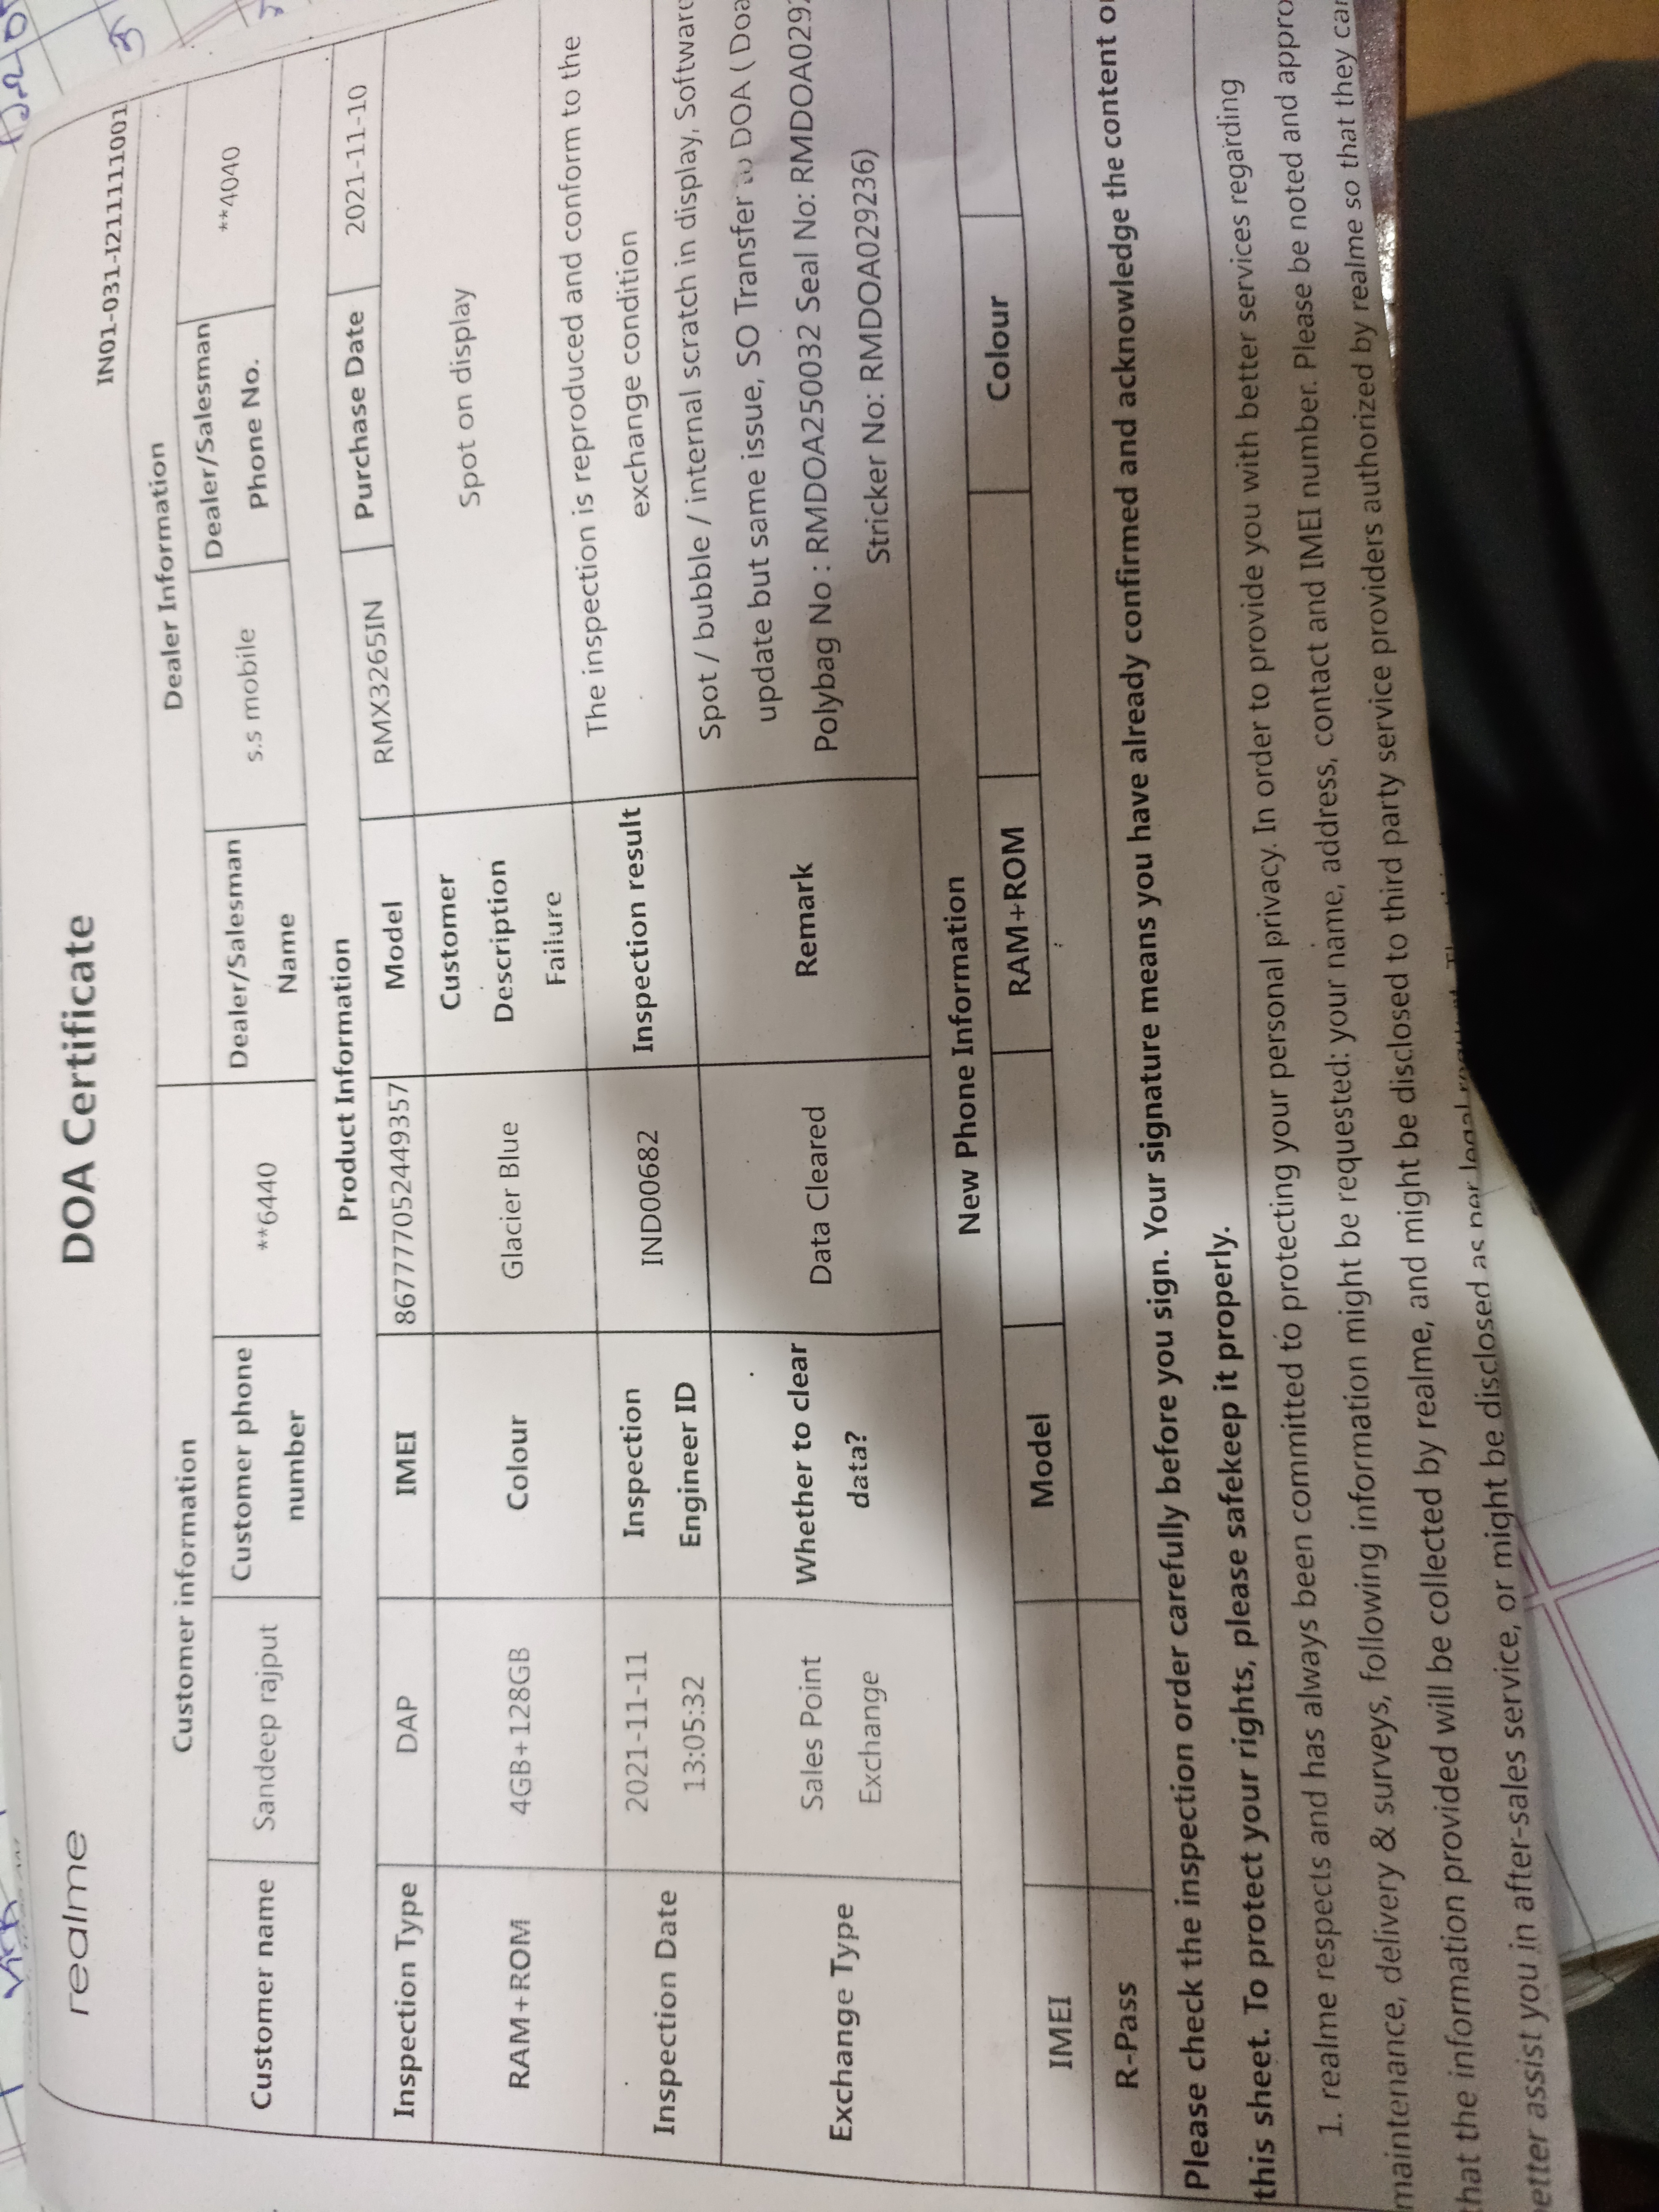 realme
DOA Certificate
IN01-031-I211111001
Customer information
Dealer Information
Customer name
Sandeep rajput
Customer phone number
**6440
Dealer/Salesman Name
s.s mobile
Dealer/Salesman Phone No.
**4040
Product Information
Inspection Type
DAP
IMEI
867777052449357
Model
RMX3265IN
Purchase Date
2021-11-10
RAM+ROM
4GB+128GB
Colour
Glacier Blue
Customer Description Failure
Spot on display
Inspection Date
2021-11-11
13:05:32
Inspection Engineer ID
IND00682
Inspection result
The inspection is reproduced and conform to the
exchange condition
Exchange Type
Sales Point Exchange
Whether to clear data?
Data Cleared
Remark
Spot / bubble / internal scratch in display, Software
update but same issue, SO Transfer to DOA ( Doa
Polybag No : RMDOA250032 Seal No: RMDOA029
Stricker No: RMDOA029236)
New Phone Information
IMEI
Model
RAM+ROM
Colour
R-Pass
Please check the inspection order carefully before you sign. Your signature means you have already confirmed and acknowledge the content o
this sheet. To protect your rights, please safekeep it properly.
1. realme respects and has always been committed to protecting your personal privacy. In order to provide you with better services regarding
maintenance, delivery & surveys, following information might be requested: your name, address, contact and IMEI number. Please be noted and appro
hat the information provided will be collected by realme, and might be disclosed to third party service providers authorized by realme so that they can
etter assist you in after-sales service, or might be disclosed as per legal